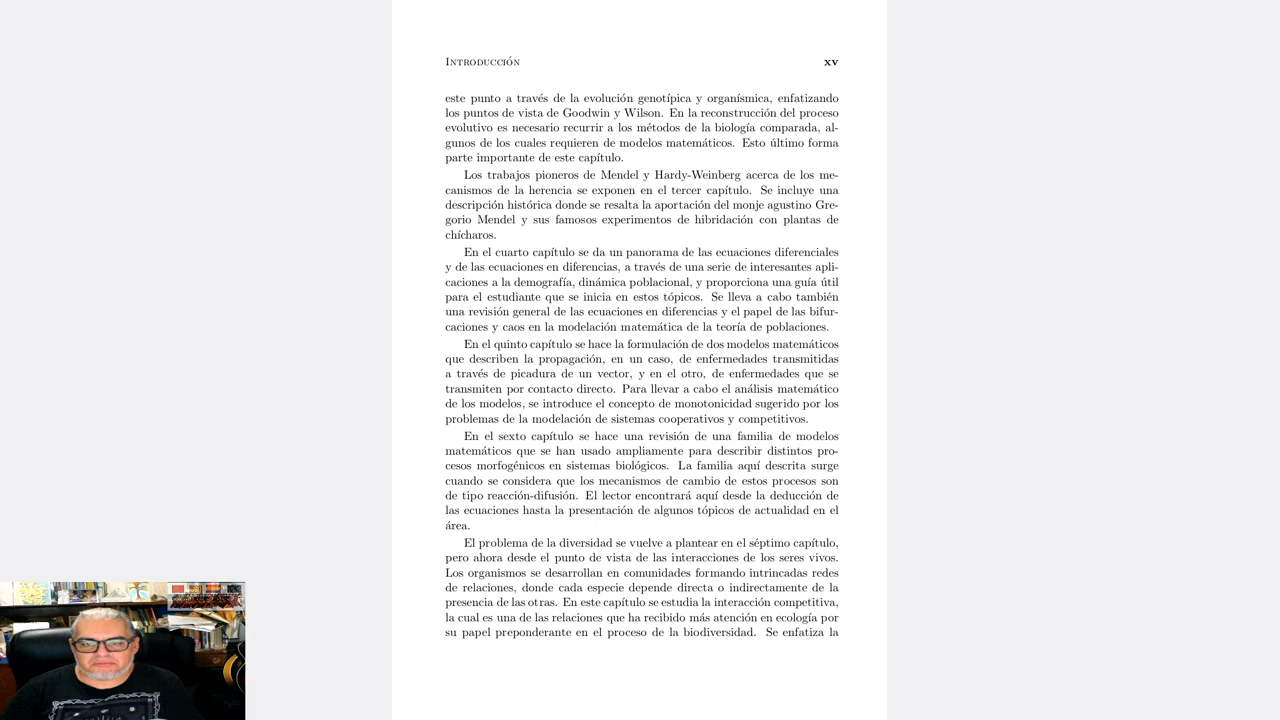 Introducción xv
este punto a través de la evolución genotípica y organísmica, enfatizando
los puntos de vista de Goodwin y Wilson. En la reconstrucción del proceso
evolutivo es necesario recurrir a los métodos de la biología comparada, al-
gunos de los cuales requieren de modelos matemáticos. Esto último forma
parte importante de este capítulo.
Los trabajos pioneros de Mendel y Hardy-Weinberg acerca de los me-
canismos de la herencia se exponen en el tercer capítulo. Se incluye una
descripción histórica donde se resalta la aportación del monje agustino Gre-
gorio Mendel y sus famosos experimentos de hibridación con plantas de
chícharos.
En el cuarto capítulo se da un panorama de las ecuaciones diferenciales
y de las ecuaciones en diferencias, a través de una serie de interesantes apli-
caciones a la demografía, dinámica poblacional, y proporciona una guía útil
para el estudiante que se inicia en estos tópicos. Se lleva a cabo también
una revisión general de las ecuaciones en diferencias y el papel de las bifur-
caciones y caos en la modelación matemática de la teoría de poblaciones.
En el quinto capítulo se hace la formulación de dos modelos matemáticos
que describen la propagación, en un caso, de enfermedades transmitidas
a través de picadura de un vector, y en el otro, de enfermedades que se
transmiten por contacto directo. Para llevar a cabo el análisis matemático
de los modelos, se introduce el concepto de monotonicidad sugerido por los
problemas de la modelación de sistemas cooperativos y competitivos.
En el sexto capítulo se hace una revisión de una familia de modelos
matemáticos que se han usado ampliamente para describir distintos pro-
cesos morfogénicos en sistemas biológicos. La familia aquí descrita surge
cuando se considera que los mecanismos de cambio de estos procesos son
de tipo reacción-difusión. El lector encontrará aquí desde la deducción de
las ecuaciones hasta la presentación de algunos tópicos de actualidad en el
área.
El problema de la diversidad se vuelve a plantear en el séptimo capítulo,
pero ahora desde el punto de vista de las interacciones de los seres vivos.
Los organismos se desarrollan en comunidades formando intrincadas redes
de relaciones, donde cada especie depende directa o indirectamente de la
presencia de las otras. En este capítulo se estudia la interacción competitiva,
la cual es una de las relaciones que ha recibido más atención en ecología por
su papel preponderante en el proceso de la biodiversidad. Se enfatiza la